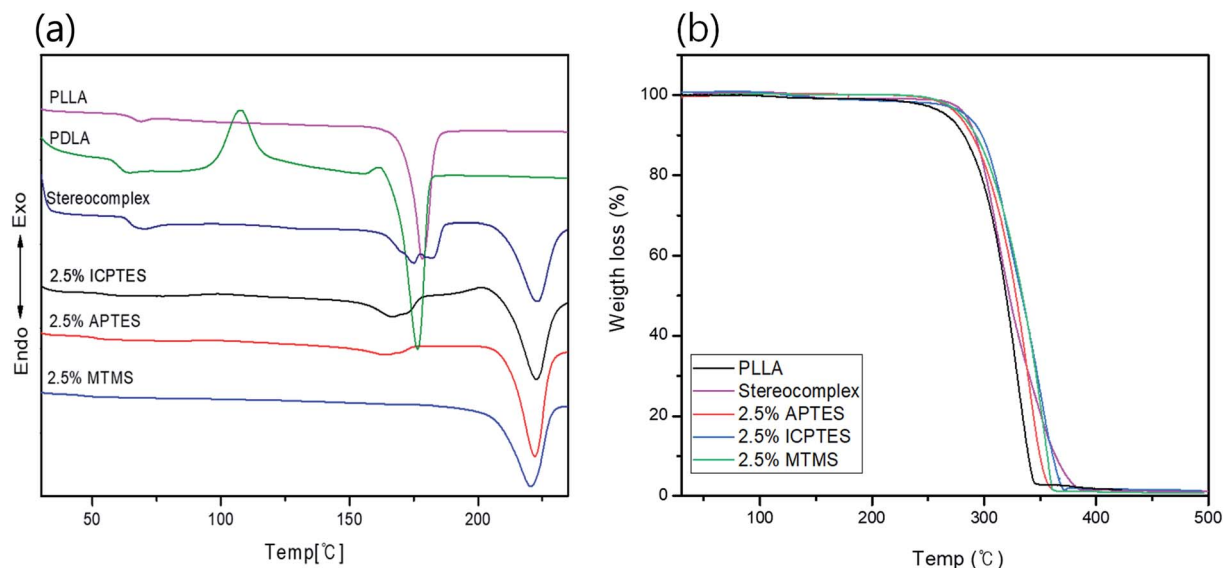 (a)
PLLA
PDLA
Stereocomplex
2.5% ICPTES
2.5% APTES
2.5% MTMS
Endo ↔ Exo
50
100
150
200
Temp[℃]
(b)
100
80
60
40
20
0
Weigth loss (%)
PLLA
Stereocomplex
2.5% APTES
2.5% ICPTES
2.5% MTMS
100
200
300
400
500
Temp (℃)